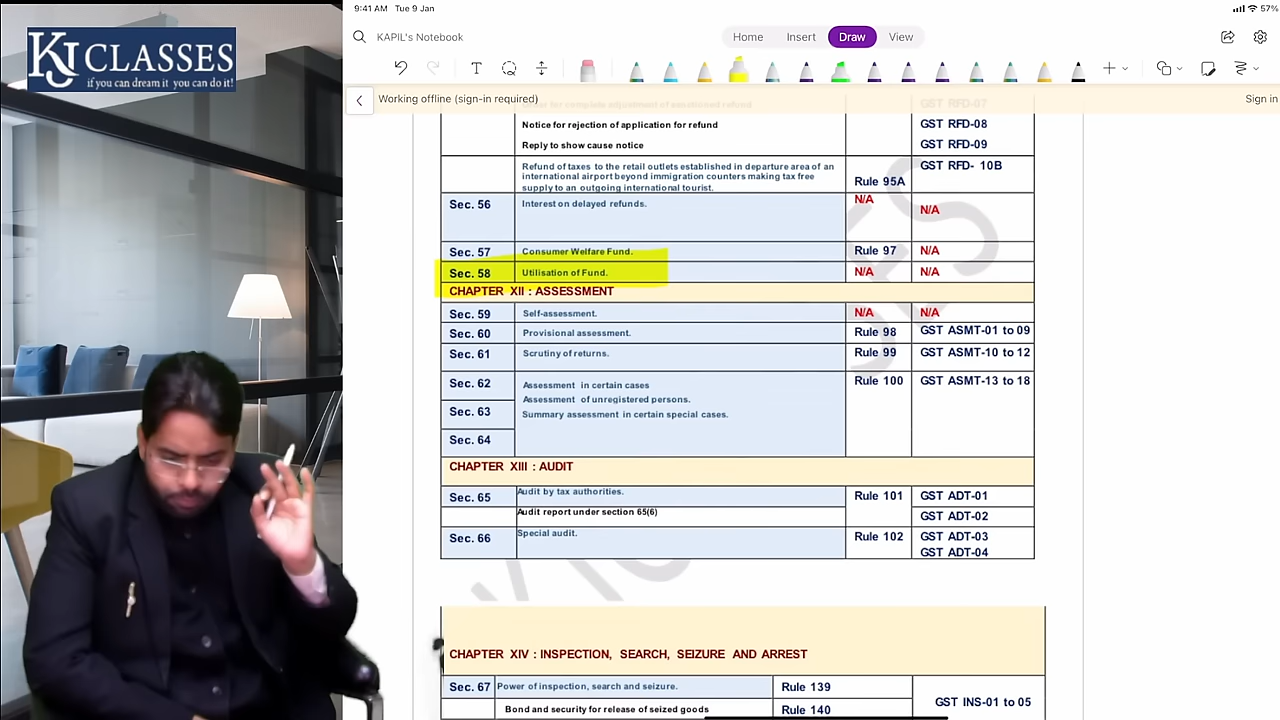 9:41 AM Tue 9 Jan
57%
KJ CLASSES
if you can dream it you can do it!
KAPIL's Notebook
Home Insert Draw View
Working offline (sign-in required)
Sign in
GST RFD-07
Notice for rejection of application for refund
GST RFD-08
Reply to show cause notice
GST RFD-09
Refund of taxes to the retail outlets established in departure area of an
international airport beyond immigration counters making tax free
supply to an outgoing international tourist.
Rule 95A
GST RFD- 10B
Sec. 56 Interest on delayed refunds. N/A N/A
Sec. 57 Consumer Welfare Fund. Rule 97 N/A
Sec. 58 Utilisation of Fund. N/A N/A
CHAPTER XII : ASSESSMENT
Sec. 59 Self-assessment. N/A N/A
Sec. 60 Provisional assessment. Rule 98 GST ASMT-01 to 09
Sec. 61 Scrutiny of returns. Rule 99 GST ASMT-10 to 12
Sec. 62 Assessment in certain cases Rule 100 GST ASMT-13 to 18
Sec. 63 Assessment of unregistered persons.
Sec. 64 Summary assessment in certain special cases.
CHAPTER XIII : AUDIT
Sec. 65 Audit by tax authorities. Rule 101 GST ADT-01
Audit report under section 65(6) GST ADT-02
Sec. 66 Special audit. Rule 102 GST ADT-03
GST ADT-04
CHAPTER XIV : INSPECTION, SEARCH, SEIZURE AND ARREST
Sec. 67 Power of inspection, search and seizure. Rule 139 GST INS-01 to 05
Bond and security for release of seized goods Rule 140